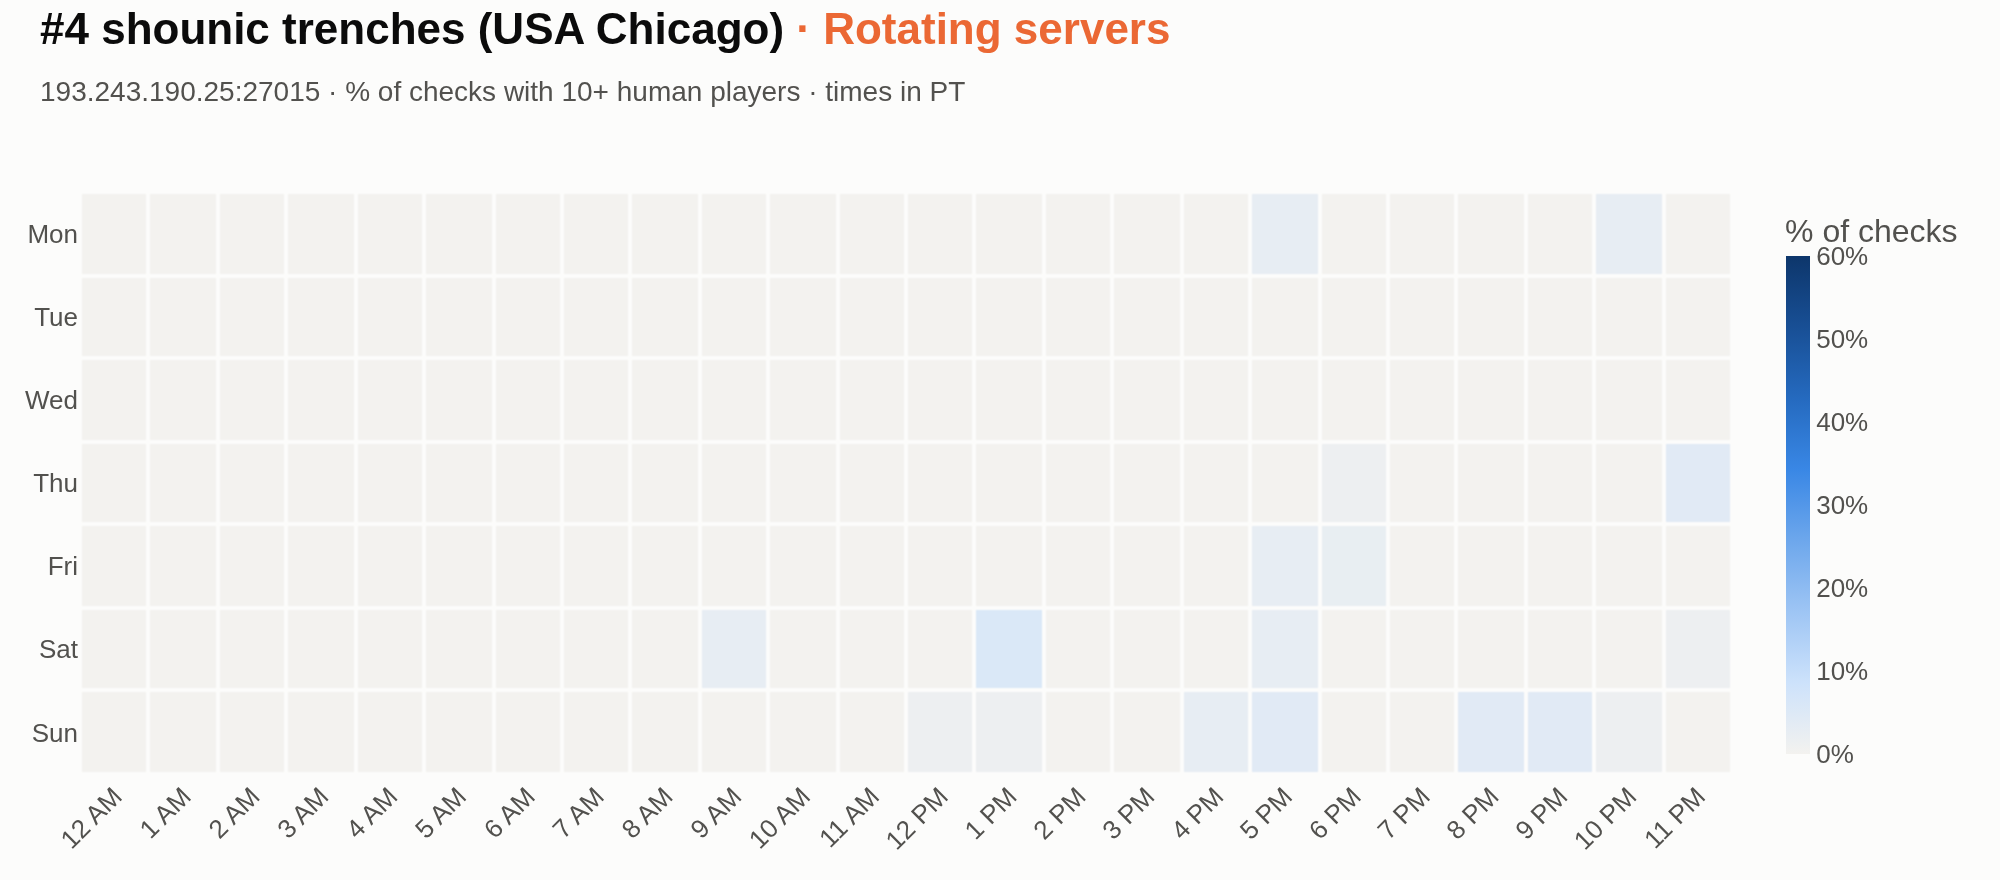 #4 shounic trenches (USA Chicago) · Rotating servers
193.243.190.25:27015 · % of checks with 10+ human players · times in PT
% of checks
60%
50%
40%
30%
20%
10%
0%
Mon
Tue
Wed
Thu
Fri
Sat
Sun
12 AM
1 AM
2 AM
3 AM
4 AM
5 AM
6 AM
7 AM
8 AM
9 AM
10 AM
11 AM
12 PM
1 PM
2 PM
3 PM
4 PM
5 PM
6 PM
7 PM
8 PM
9 PM
10 PM
11 PM